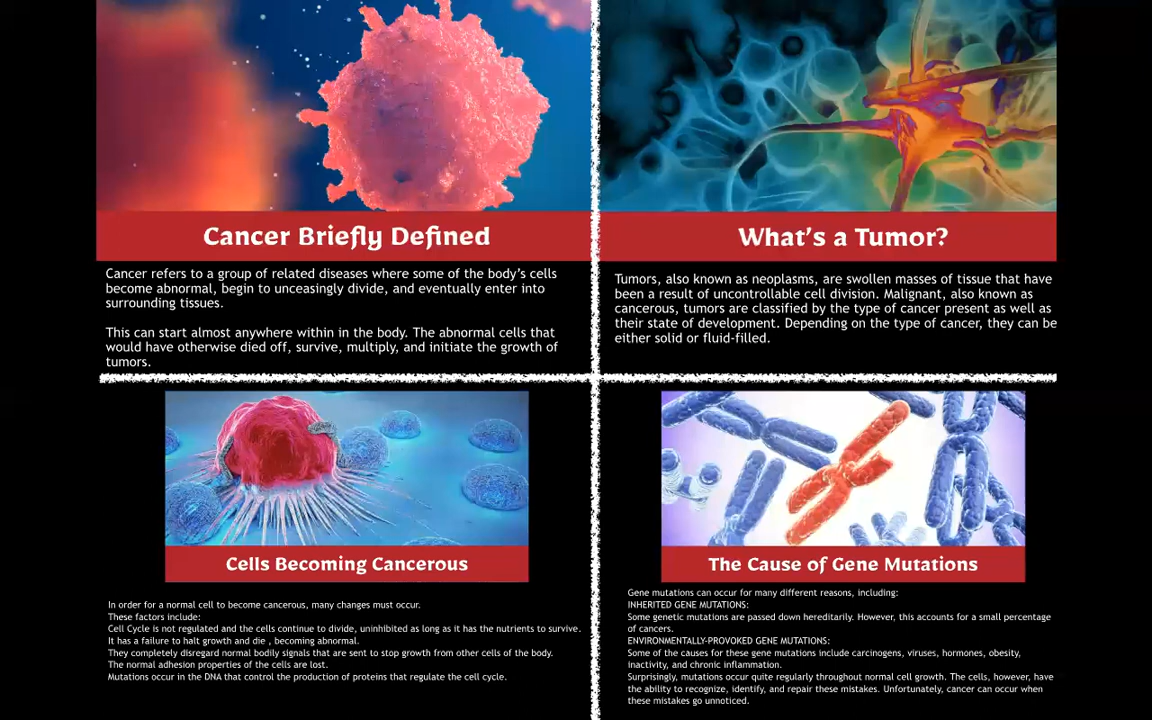 Cancer Briefly Defined
Cancer refers to a group of related diseases where some of the body's cells
become abnormal, begin to unceasingly divide, and eventually enter into
surrounding tissues.
This can start almost anywhere within in the body. The abnormal cells that
would have otherwise died off, survive, multiply, and initiate the growth of
tumors.
What's a Tumor?
Tumors, also known as neoplasms, are swollen masses of tissue that have
been a result of uncontrollable cell division. Malignant, also known as
cancerous, tumors are classified by the type of cancer present as well as
their state of development. Depending on the type of cancer, they can be
either solid or fluid-filled.
Cells Becoming Cancerous
In order for a normal cell to become cancerous, many changes must occur.
These factors include:
Cell Cycle is not regulated and the cells continue to divide, uninhibited as long as it has the nutrients to survive.
It has a failure to halt growth and die , becoming abnormal.
They completely disregard normal bodily signals that are sent to stop growth from other cells of the body.
The normal adhesion properties of the cells are lost.
Mutations occur in the DNA that control the production of proteins that regulate the cell cycle.
The Cause of Gene Mutations
Gene mutations can occur for many different reasons, including:
INHERITED GENE MUTATIONS:
Some genetic mutations are passed down hereditarily. However, this accounts for a small percentage
of cancers.
ENVIRONMENTALLY-PROVOKED GENE MUTATIONS:
Some of the causes for these gene mutations include carcinogens, viruses, hormones, obesity,
inactivity, and chronic inflammation.
Surprisingly, mutations occur quite regularly throughout normal cell growth. The cells, however, have
the ability to recognize, identify, and repair these mistakes. Unfortunately, cancer can occur when
these mistakes go unnoticed.